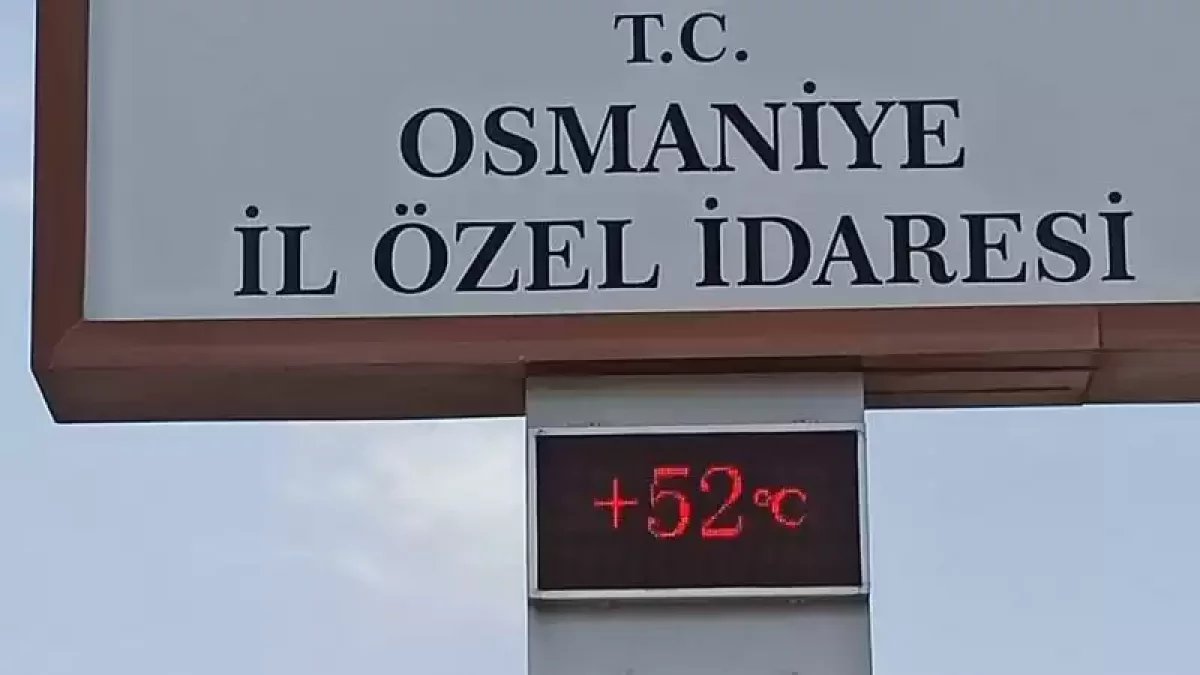 T.C.
OSMANİYE
İL ÖZEL İDARESİ
+52°C